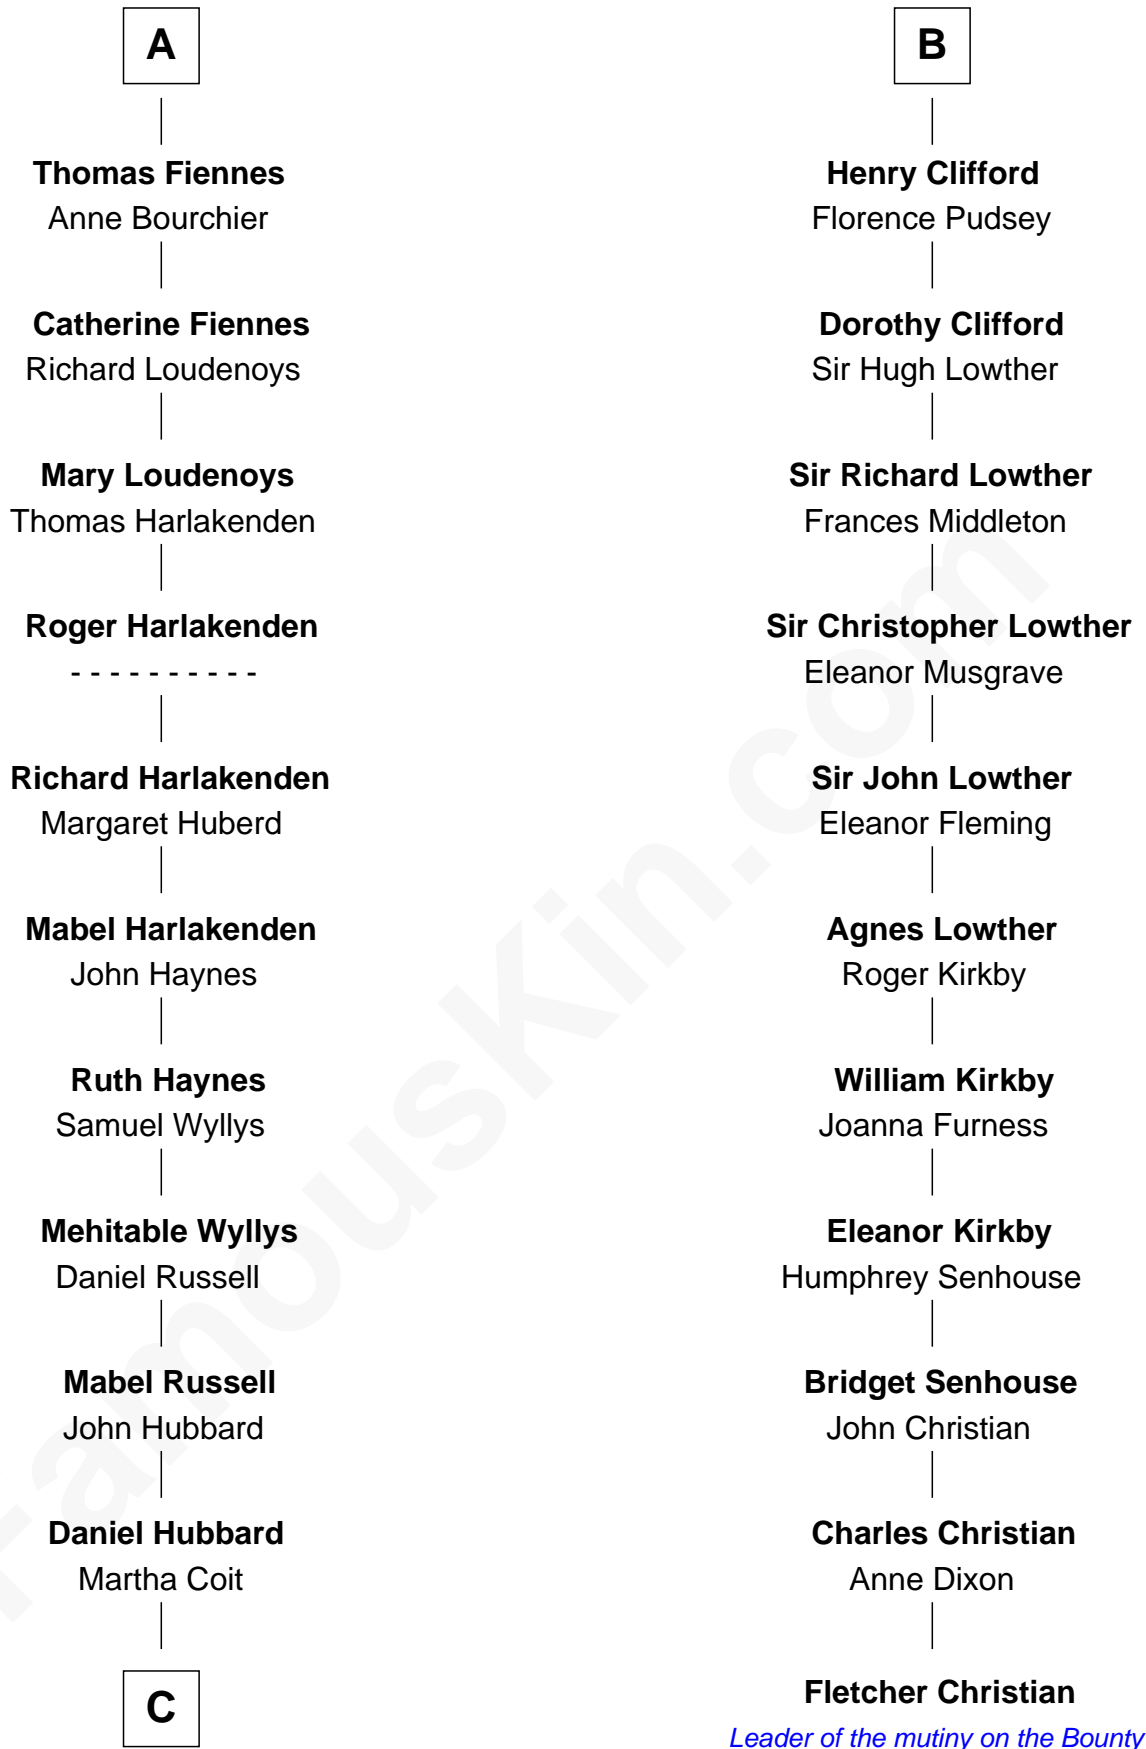 A
Thomas Fiennes
Anne Bourchier
Catherine Fiennes
Richard Loudenoys
Mary Loudenoys
Thomas Harlakenden
Roger Harlakenden
- - - - - - - - - -
Richard Harlakenden
Margaret Huberd
Mabel Harlakenden
John Haynes
Ruth Haynes
Samuel Wyllys
Mehitable Wyllys
Daniel Russell
Mabel Russell
John Hubbard
Daniel Hubbard
Martha Coit
C
B
Henry Clifford
Florence Pudsey
Dorothy Clifford
Sir Hugh Lowther
Sir Richard Lowther
Frances Middleton
Sir Christopher Lowther
Eleanor Musgrave
Sir John Lowther
Eleanor Fleming
Agnes Lowther
Roger Kirkby
William Kirkby
Joanna Furness
Eleanor Kirkby
Humphrey Senhouse
Bridget Senhouse
John Christian
Charles Christian
Anne Dixon
Fletcher Christian
Leader of the mutiny on the Bounty
FamousKin.com